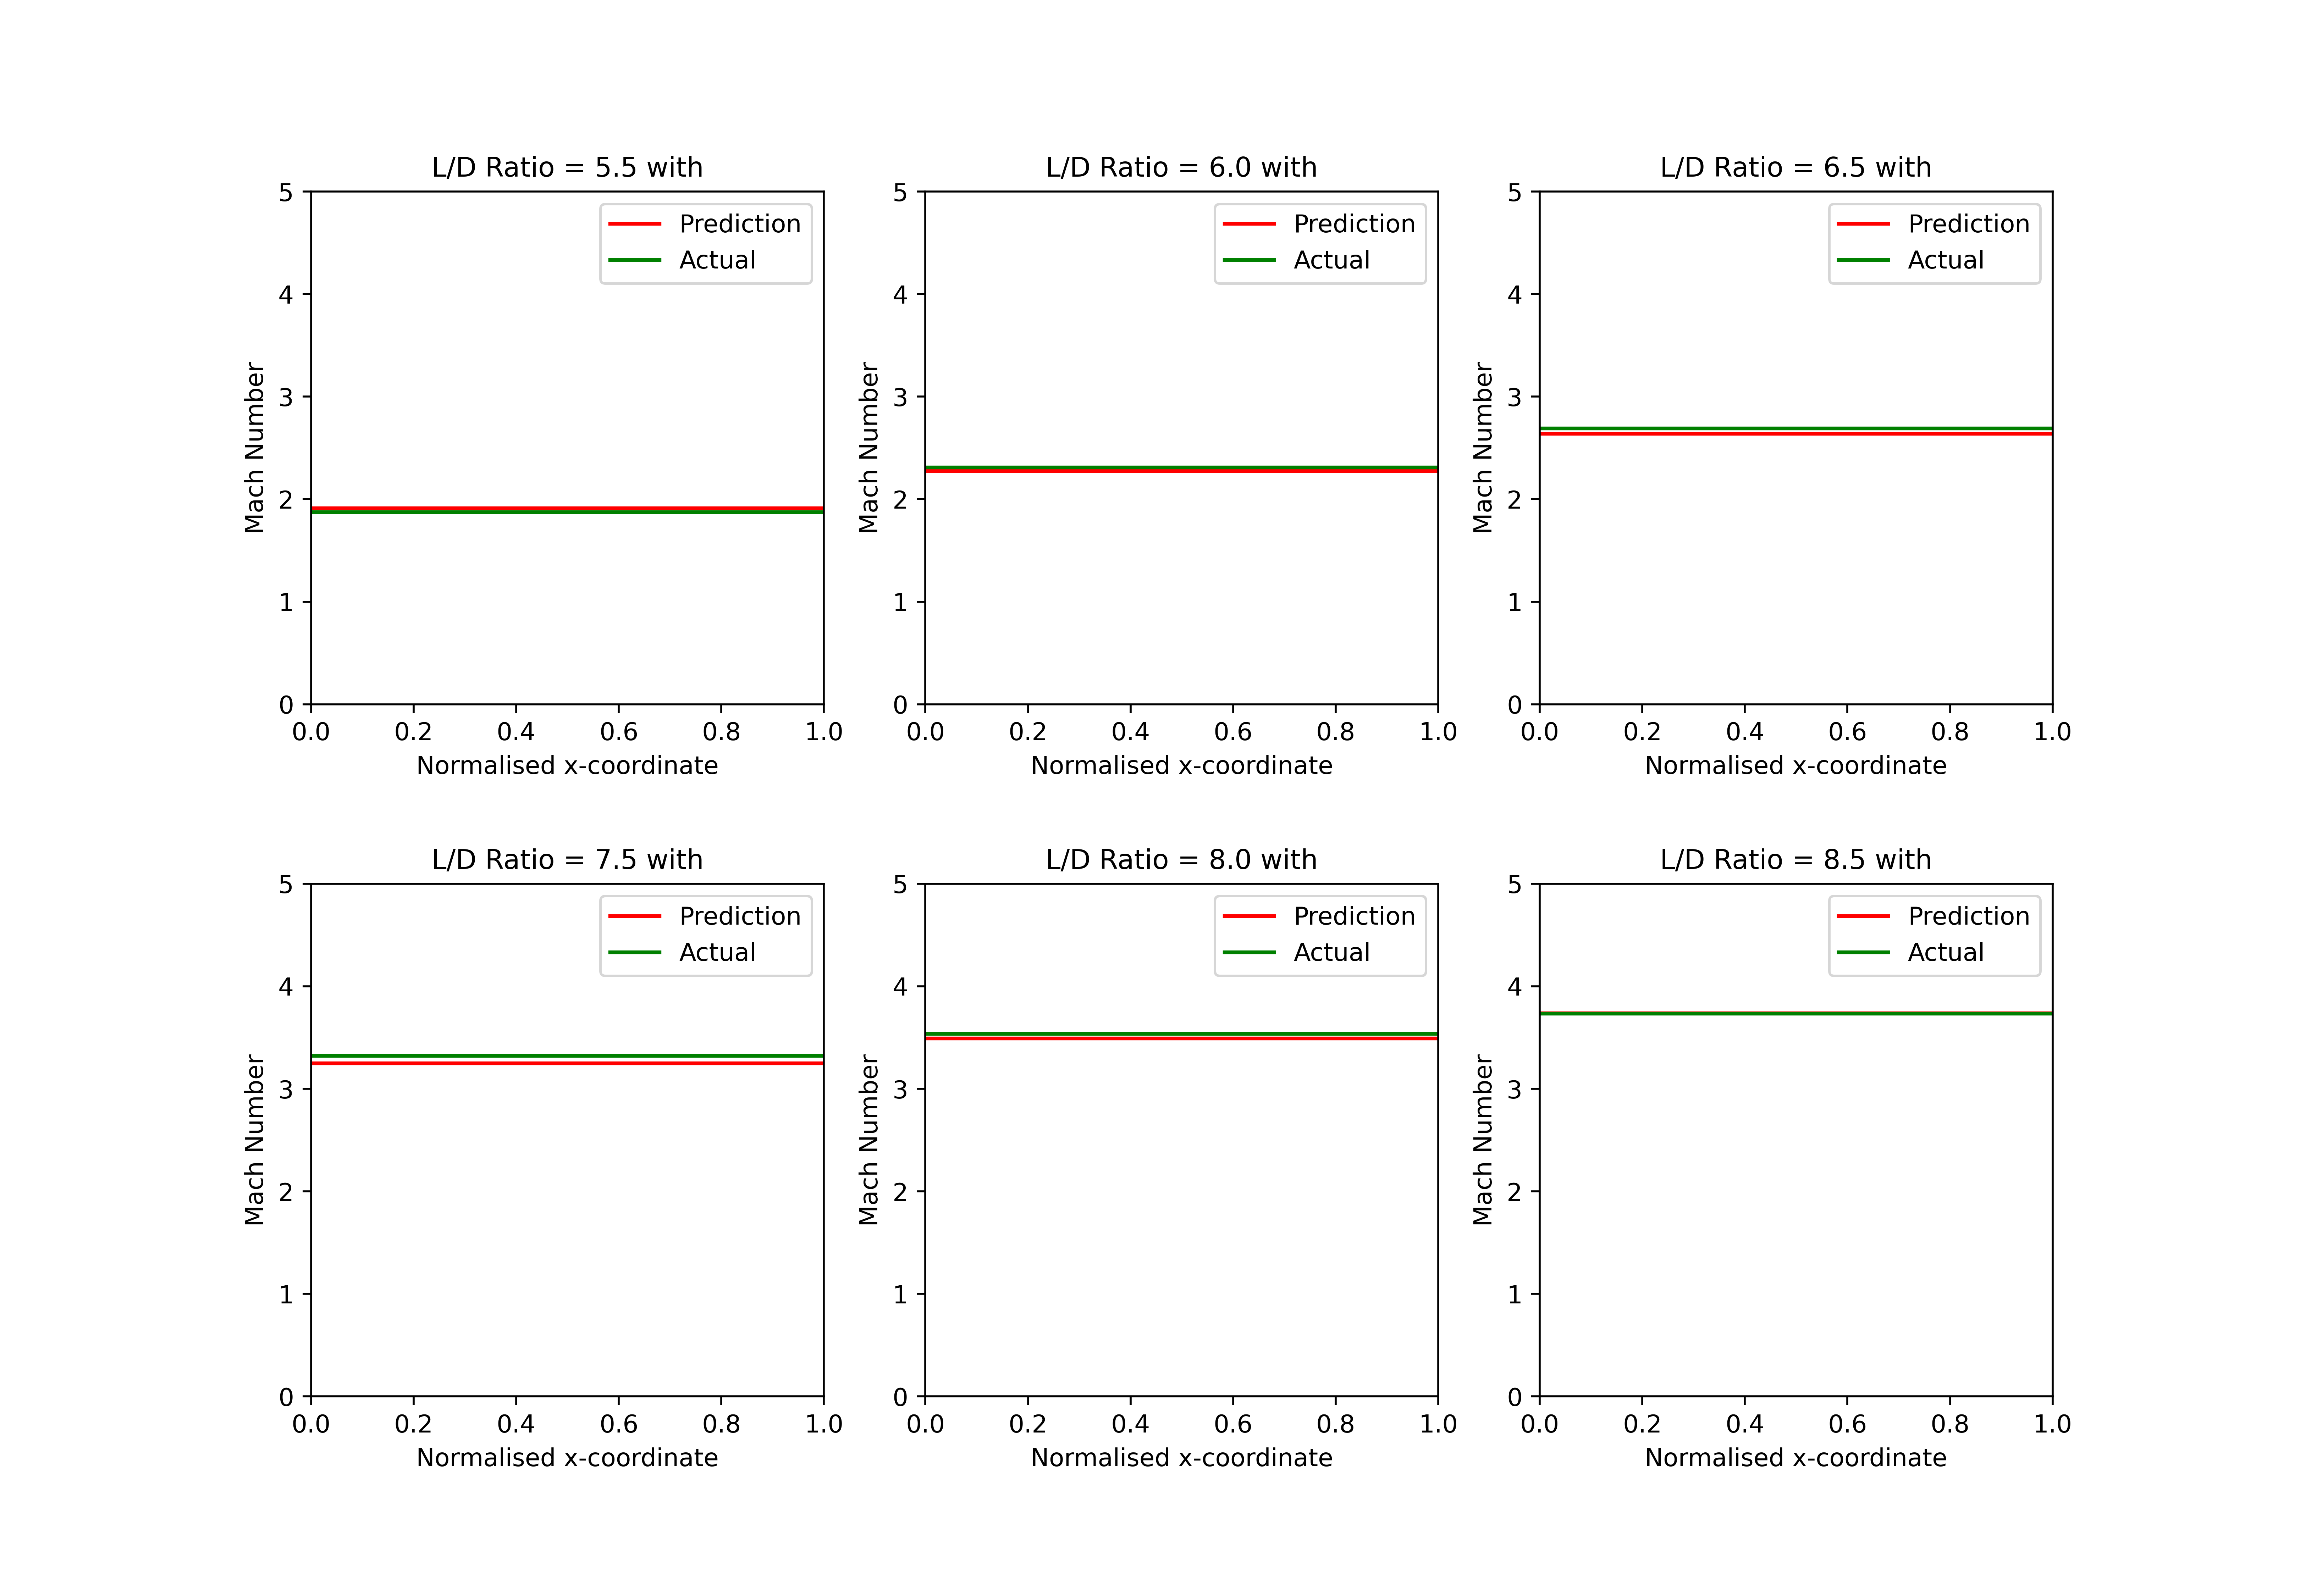 L/D Ratio = 5.5 with
5
4
3
2
1
0
Mach Number
Prediction
Actual
0.0 0.2 0.4 0.6 0.8 1.0
Normalised x-coordinate
L/D Ratio = 6.0 with
5
4
3
2
1
0
Mach Number
Prediction
Actual
0.0 0.2 0.4 0.6 0.8 1.0
Normalised x-coordinate
L/D Ratio = 6.5 with
5
4
3
2
1
0
Mach Number
Prediction
Actual
0.0 0.2 0.4 0.6 0.8 1.0
Normalised x-coordinate
L/D Ratio = 7.5 with
5
4
3
2
1
0
Mach Number
Prediction
Actual
0.0 0.2 0.4 0.6 0.8 1.0
Normalised x-coordinate
L/D Ratio = 8.0 with
5
4
3
2
1
0
Mach Number
Prediction
Actual
0.0 0.2 0.4 0.6 0.8 1.0
Normalised x-coordinate
L/D Ratio = 8.5 with
5
4
3
2
1
0
Mach Number
Prediction
Actual
0.0 0.2 0.4 0.6 0.8 1.0
Normalised x-coordinate